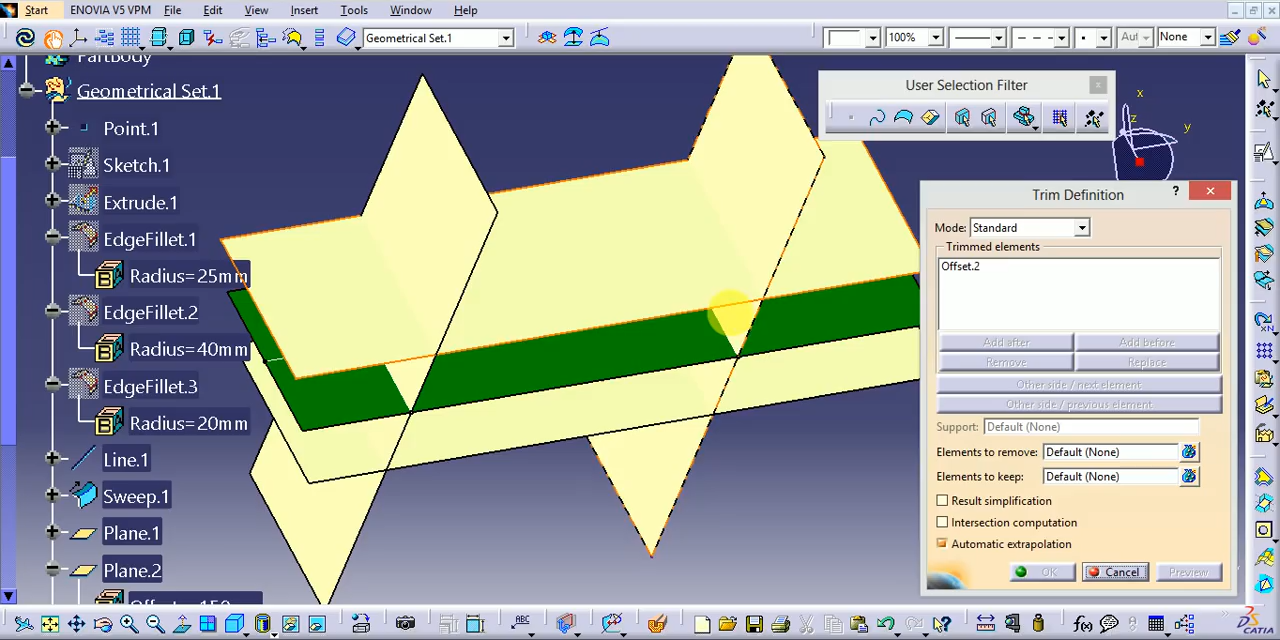 Start ENOVIA V5 VPM File Edit View Insert Tools Window Help
Geometrical Set.1 100% Aut None
PartBody
Geometrical Set.1
Point.1
Sketch.1
Extrude.1
EdgeFillet.1
Radius=25mm
EdgeFillet.2
Radius=40mm
EdgeFillet.3
Radius=20mm
Line.1
Sweep.1
Plane.1
Plane.2
User Selection Filter
x
y
z
Trim Definition
Mode: Standard
Trimmed elements
Offset.2
Add after Add before
Remove Replace
Other side / next element
Other side / previous element
Support: Default (None)
Elements to remove: Default (None)
Elements to keep: Default (None)
Result simplification
Intersection computation
Automatic extrapolation
OK Cancel Preview
ABC
f(x)
CATIA